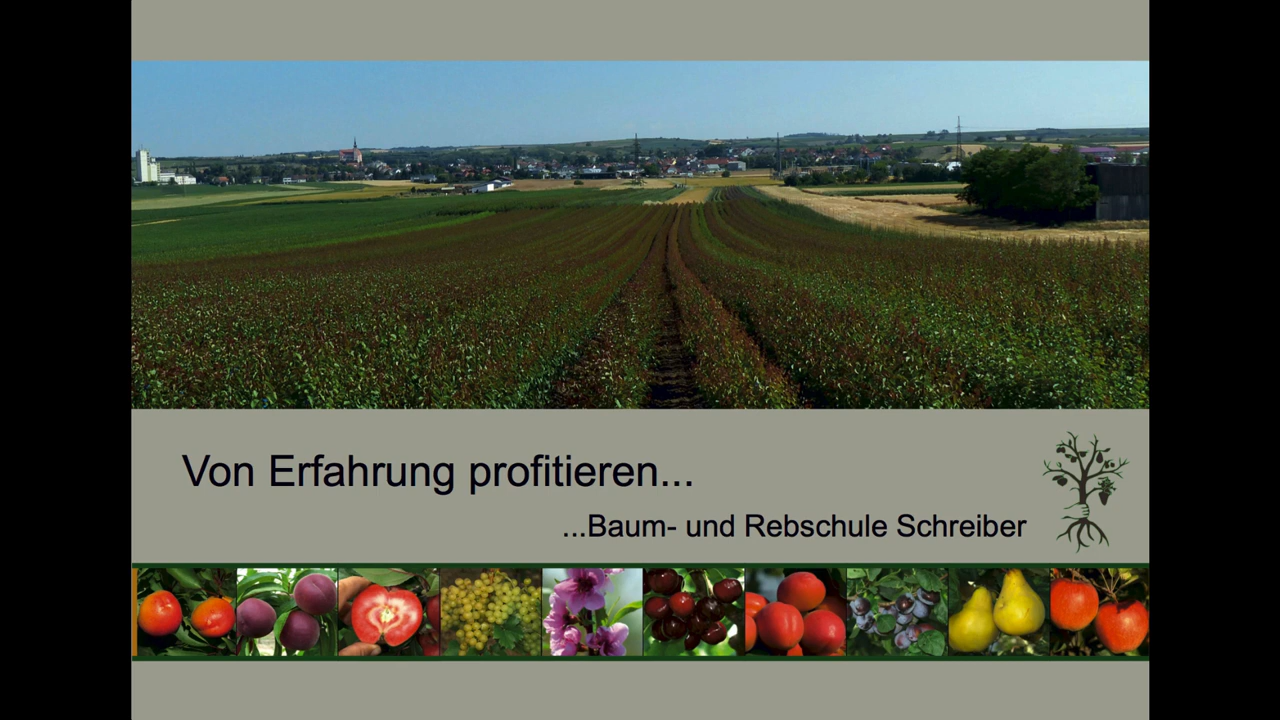 Von Erfahrung profitieren...
...Baum- und Rebschule Schreiber